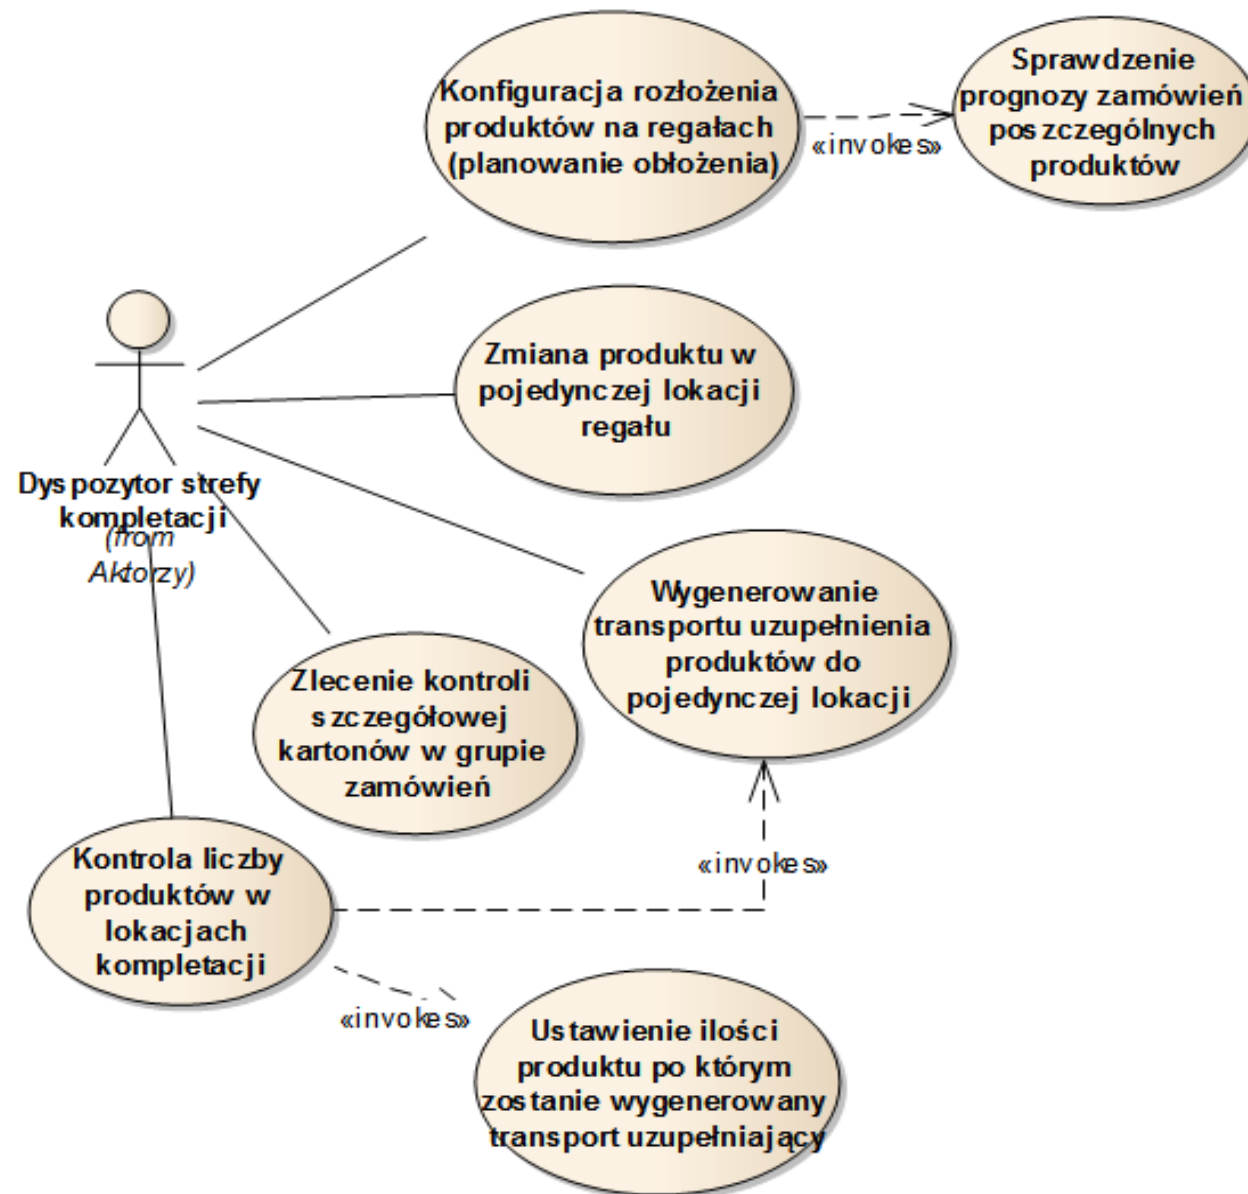 Konfiguracja rozłożenia
produktów na regałach
(planowanie obłożenia)
«invokes»
Sprawdzenie
prognozy zamówień
poszczególnych
produktów
Zmiana produktu w
pojedynczej lokacji
regału
Dyspozytor strefy
kompletacji
(from
Aktorzy)
Wygenerowanie
transportu uzupełnienia
produktów do
pojedynczej lokacji
Zlecenie kontroli
szczegółowej
kartonów w grupie
zamówień
«invokes»
Kontrola liczby
produktów w
lokacjach
kompletacji
«invokes»
Ustawienie ilości
produktu po którym
zostanie wygenerowany
transport uzupełniający